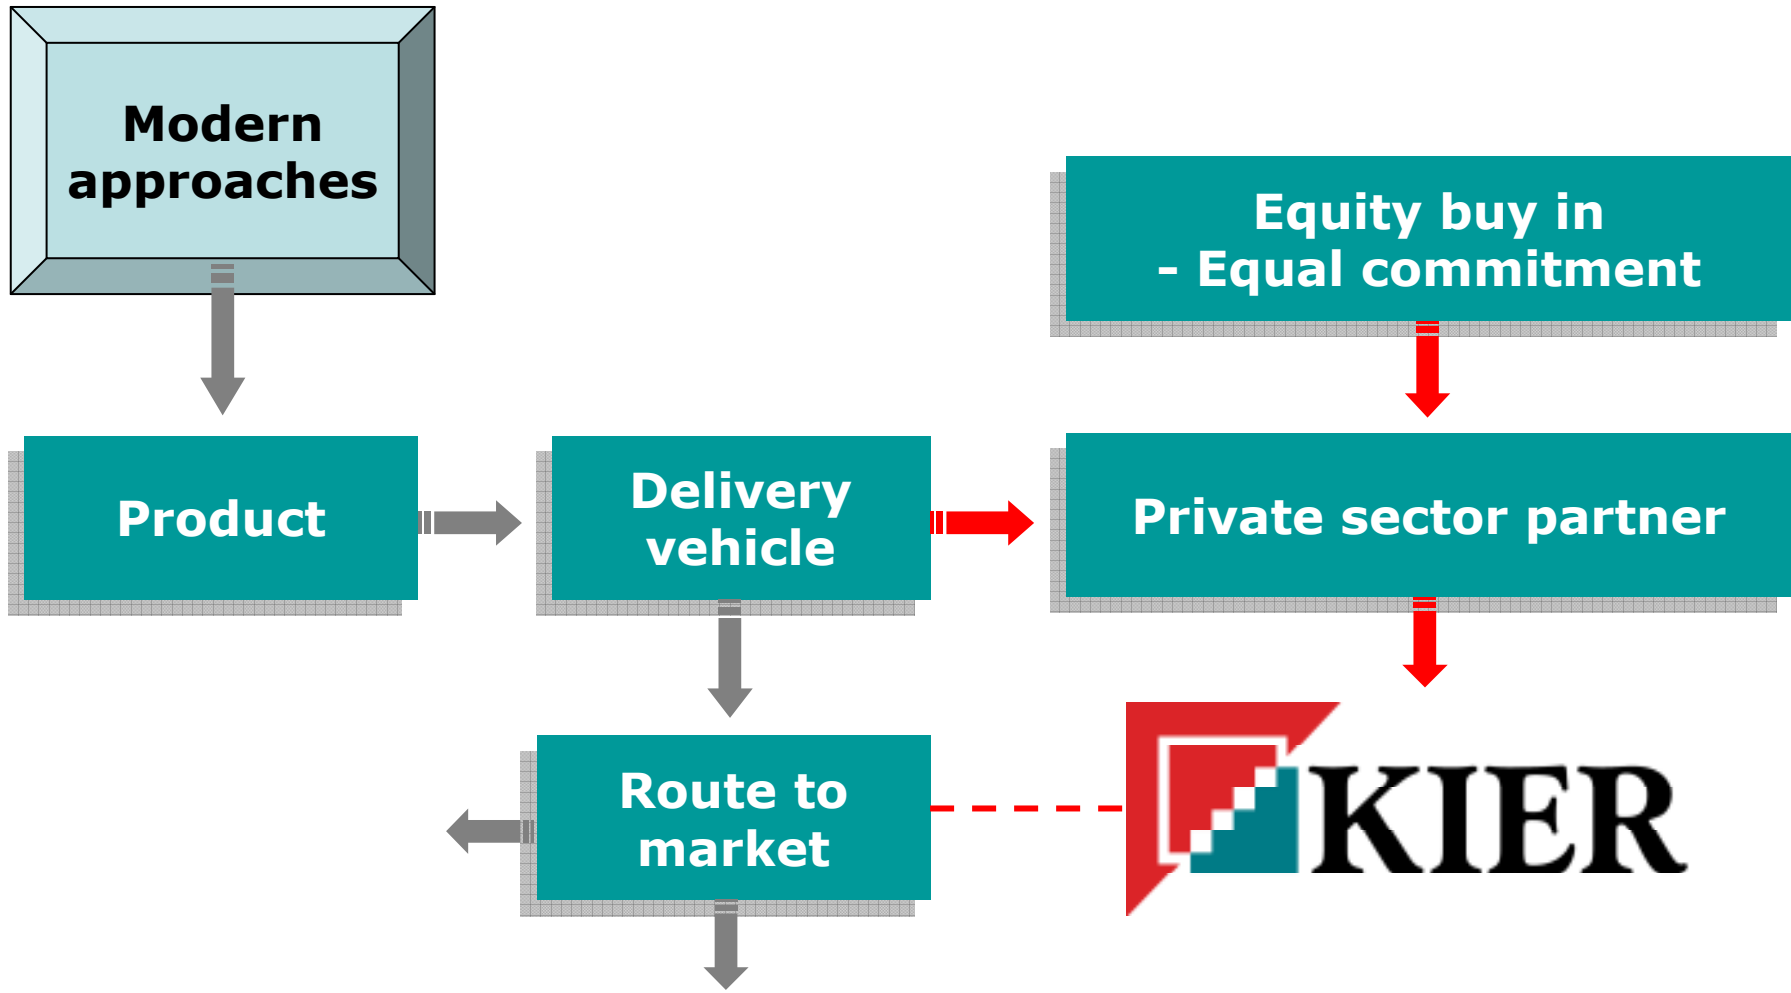 Modern
approaches
Equity buy in
– Equal commitment
Product
Delivery
vehicle
Private sector partner
Route to
market
KIER